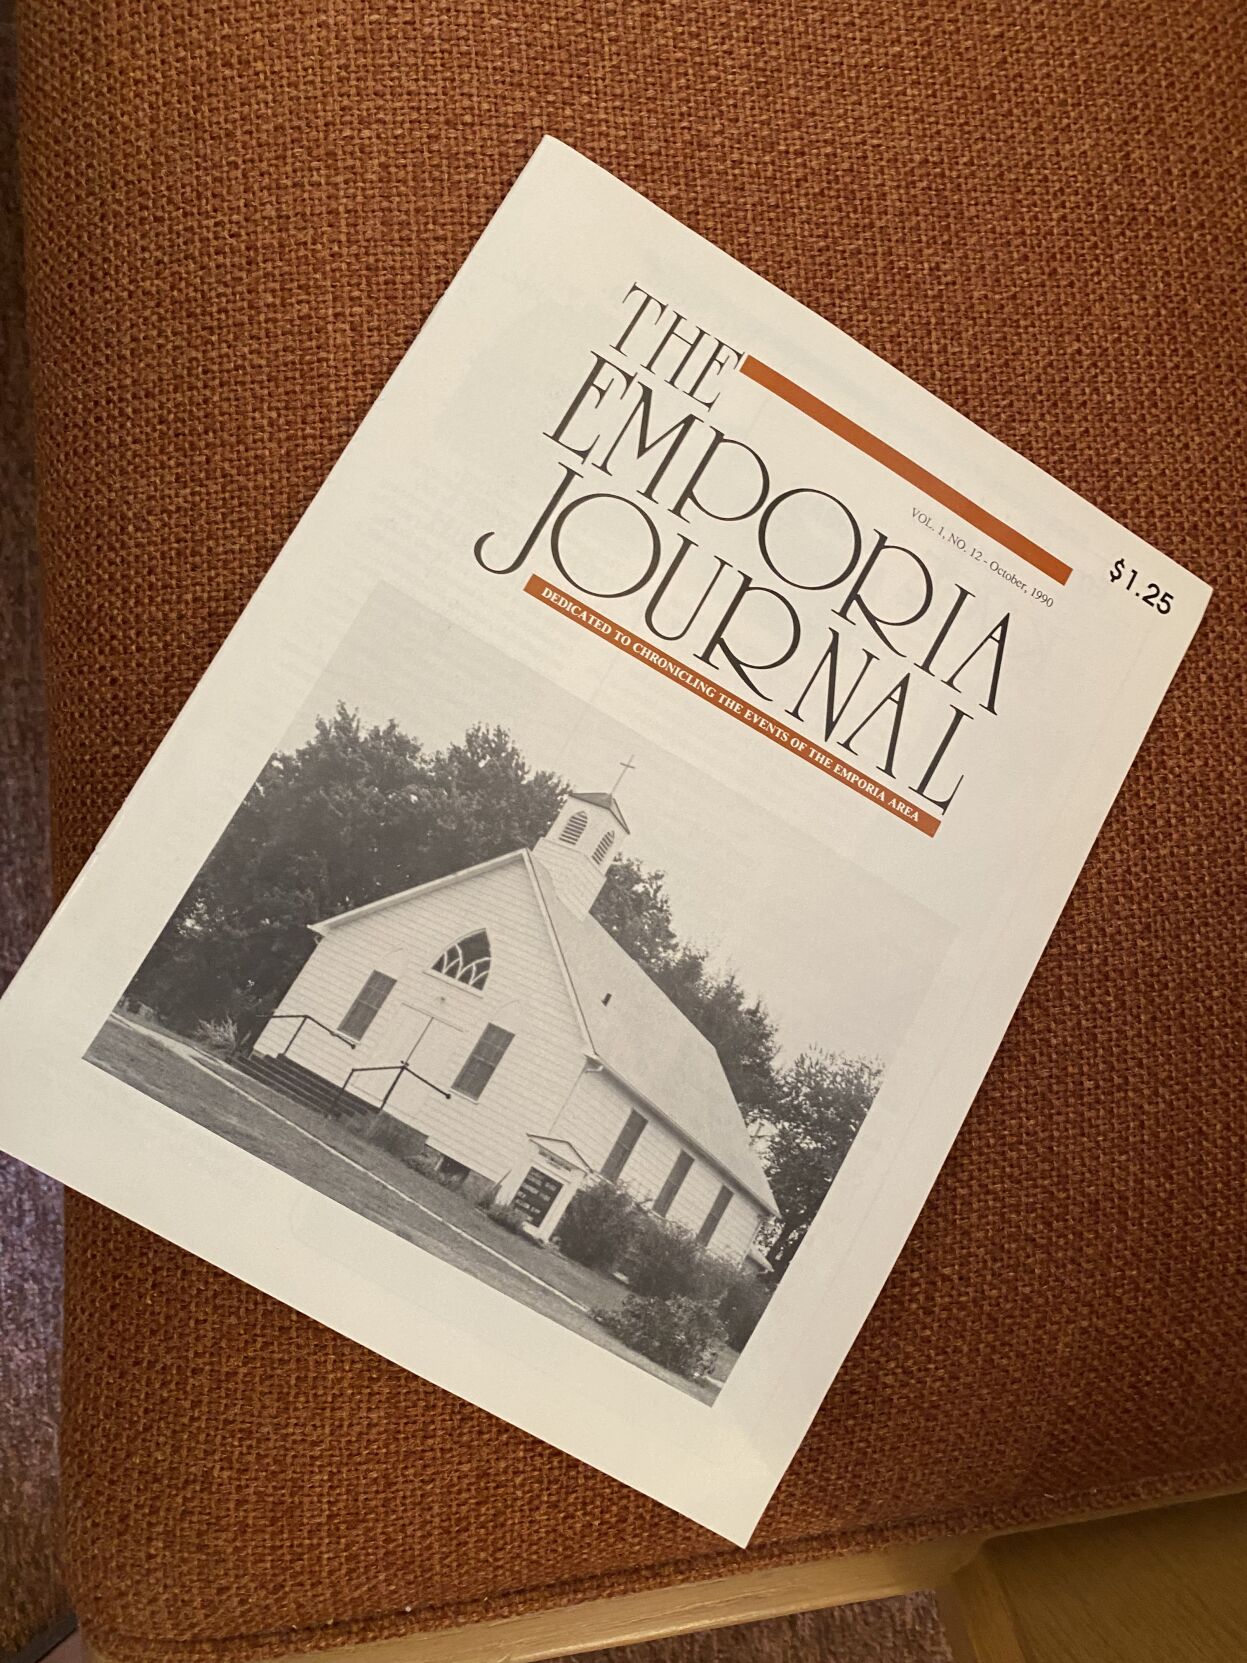 THE
EMPORIA
JOURNAL
VOL. 1, NO. 12 - October, 1990
$1.25
DEDICATED TO CHRONICLING THE EVENTS OF THE EMPORIA AREA